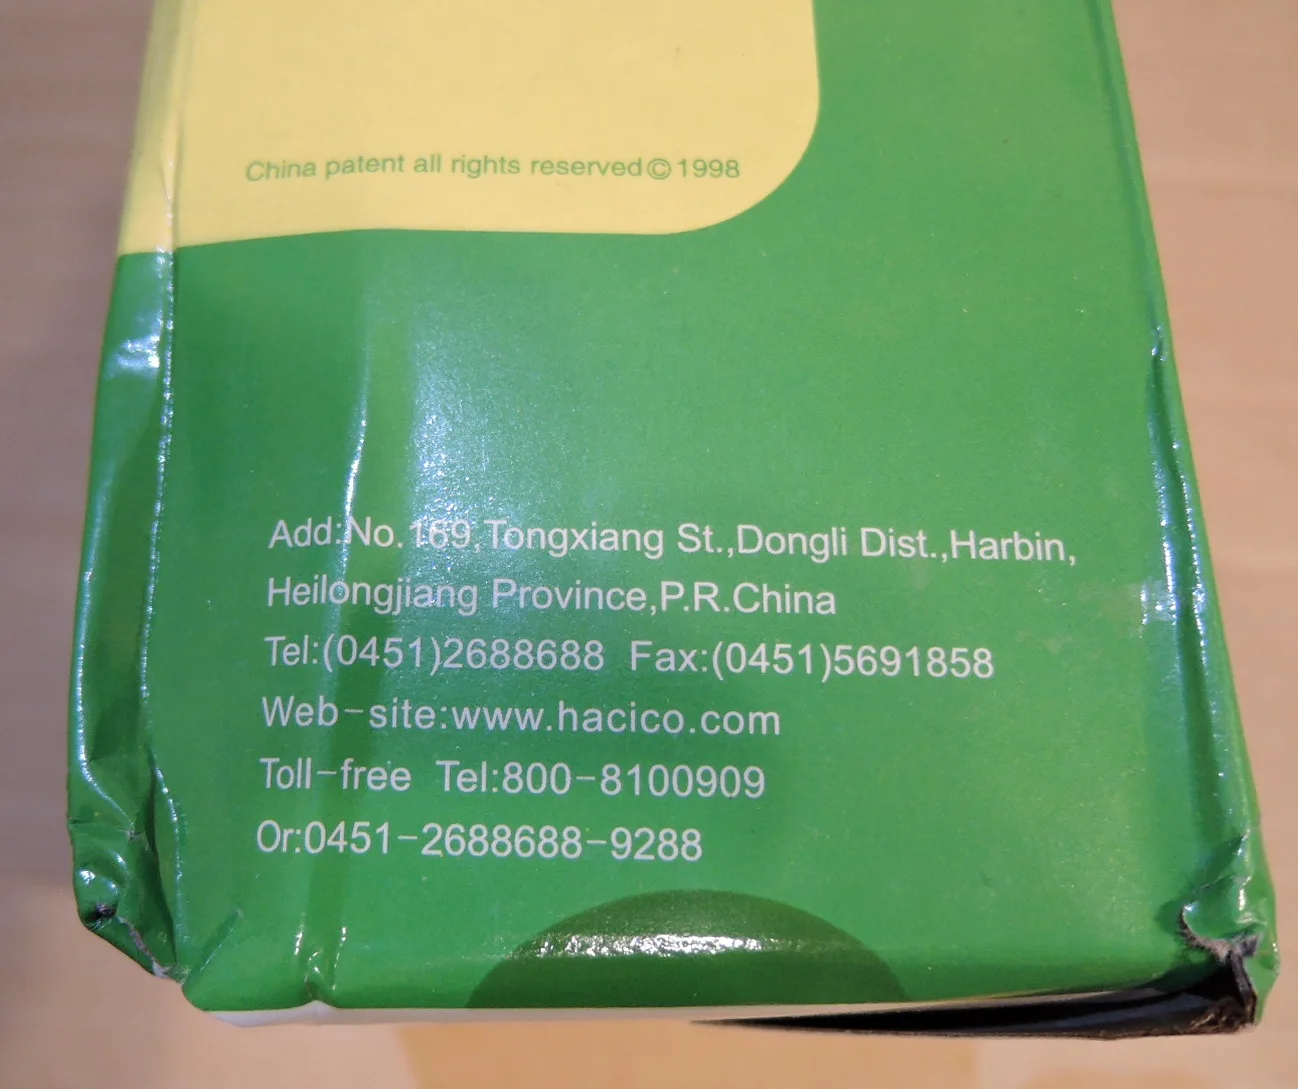 China patent all rights reserved©1998
Add:No.169,Tongxiang St.,Dongli Dist.,Harbin,
Heilongjiang Province,P.R.China
Tel:(0451)2688688 Fax:(0451)5691858
Web-site:www.hacico.com
Toll-free Tel:800-8100909
Or:0451-2688688-9288